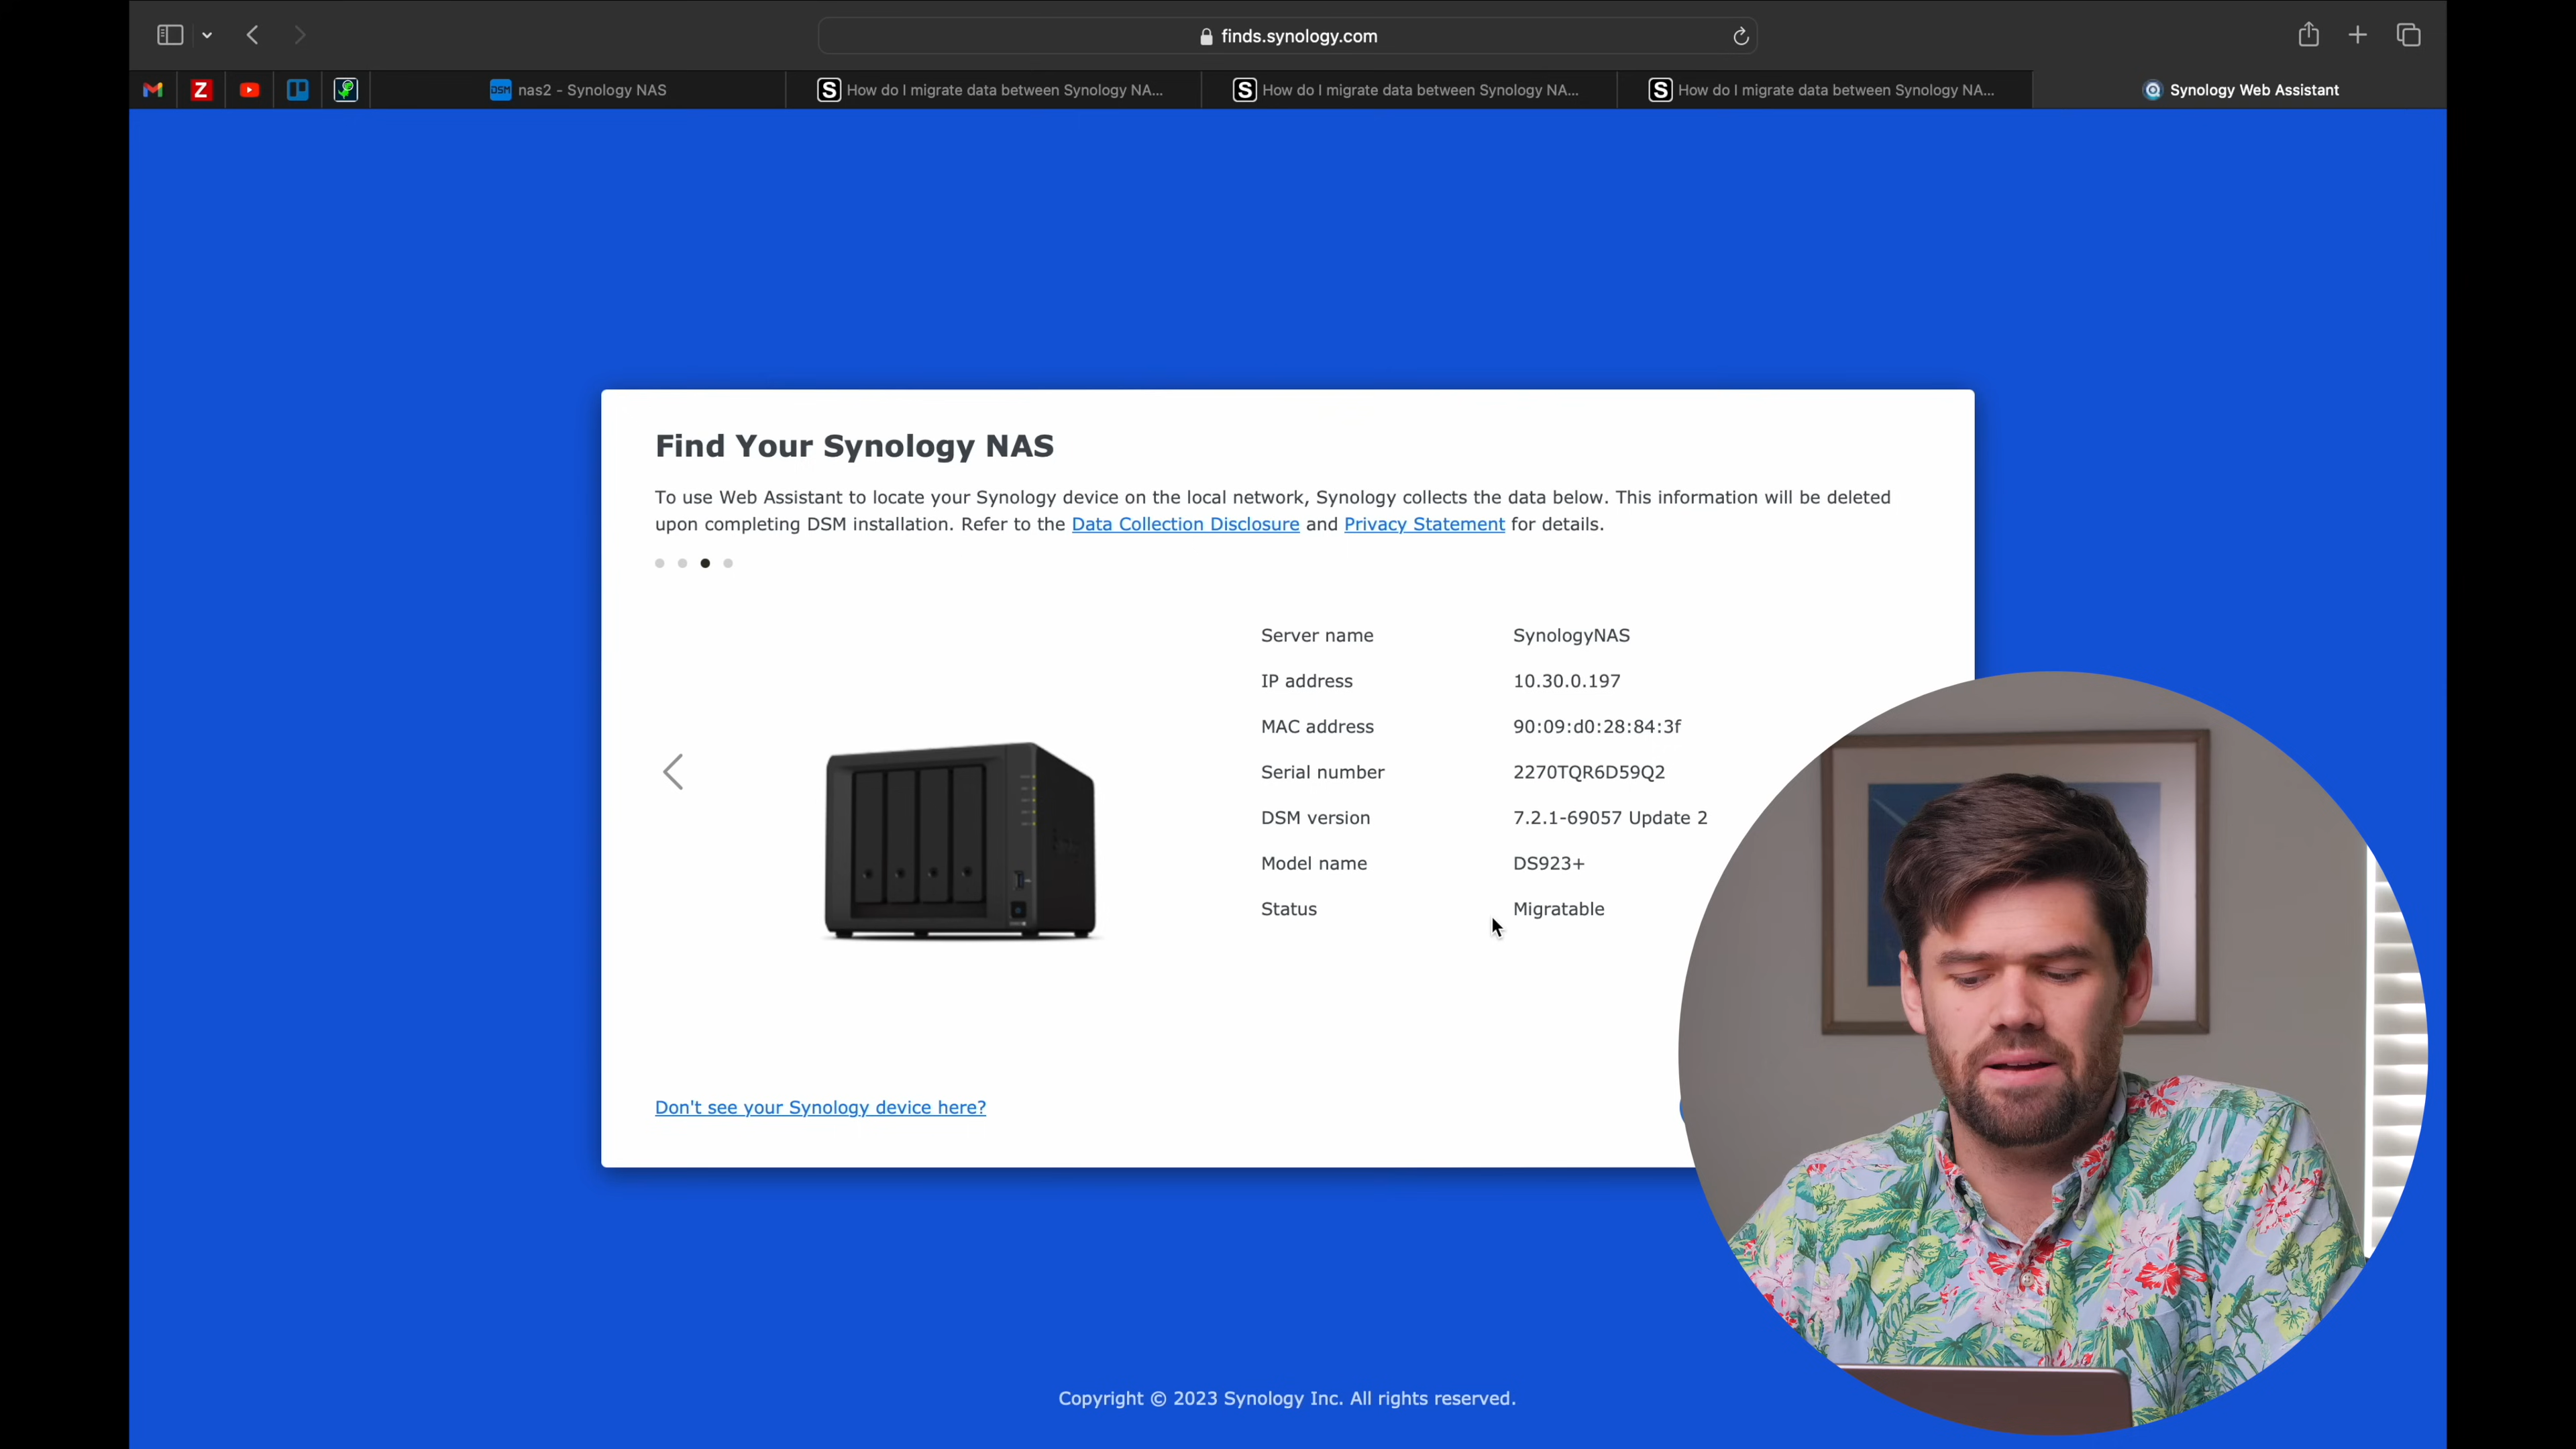 finds.synology.com
nas2 - Synology NAS
How do I migrate data between Synology NA...
How do I migrate data between Synology NA...
How do I migrate data between Synology NA...
Synology Web Assistant
Find Your Synology NAS
To use Web Assistant to locate your Synology device on the local network, Synology collects the data below. This information will be deleted
upon completing DSM installation. Refer to the Data Collection Disclosure and Privacy Statement for details.
Server name SynologyNAS
IP address 10.30.0.197
MAC address 90:09:d0:28:84:3f
Serial number 2270TQR6D59Q2
DSM version 7.2.1-69057 Update 2
Model name DS923+
Status Migratable
Don't see your Synology device here?
Copyright © 2023 Synology Inc. All rights reserved.